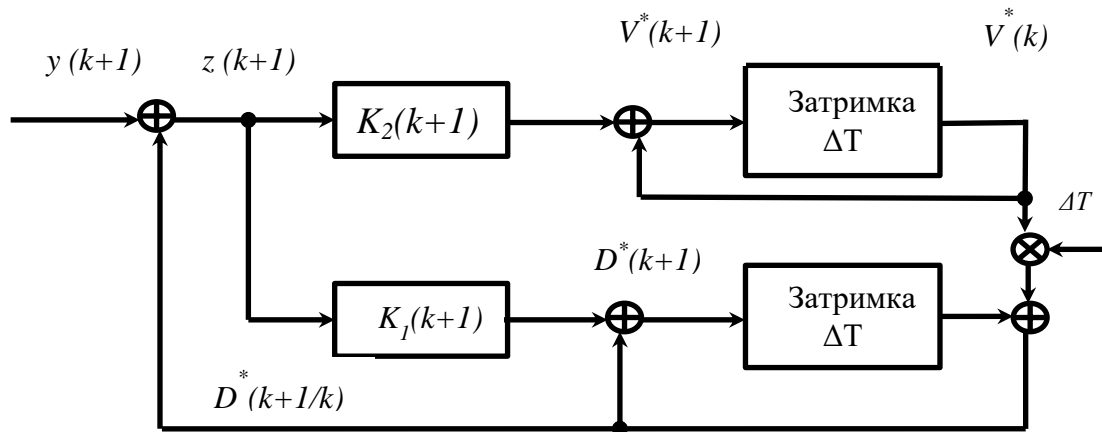 V*(k+1)
V*(k)
y (k+1)
z (k+1)
K₂(k+1)
Затримка
ΔT
ΔT
D*(k+1)
K₁(k+1)
Затримка
ΔT
D*(k+1/k)